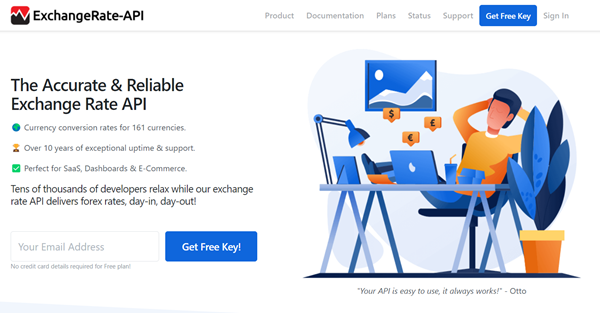 ExchangeRate-API
Product Documentation Plans Status Support Get Free Key Sign In
The Accurate & Reliable
Exchange Rate API
Currency conversion rates for 161 currencies.
Over 10 years of exceptional uptime & support.
Perfect for SaaS, Dashboards & E-Commerce.
Tens of thousands of developers relax while our exchange
rate API delivers forex rates, day-in, day-out!
Your Email Address
Get Free Key!
No credit card details required for Free plan!
$
€
€
"Your API is easy to use, it always works!" - Otto